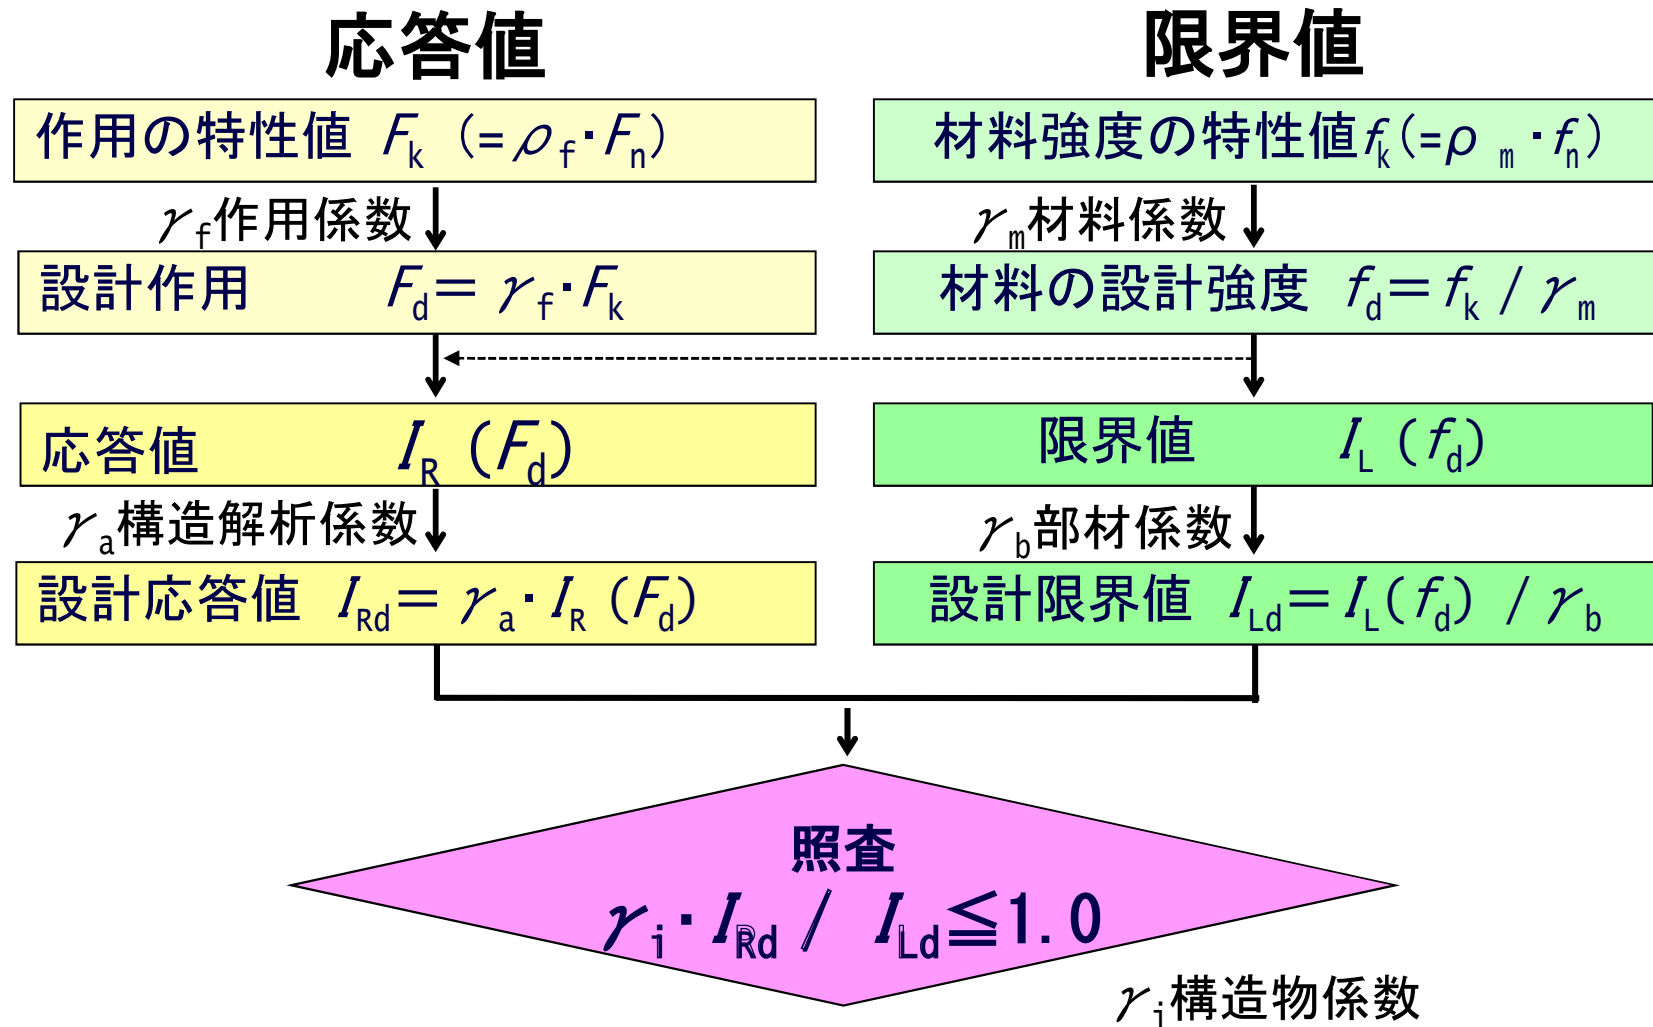 応答値
作用の特性値 Fk (=ρf・Fn)
γf作用係数
設計作用 Fd=γf・Fk
応答値 IR (Fd)
γa構造解析係数
設計応答値 IRd=γa・IR (Fd)
限界値
材料強度の特性値fk(=ρm・fn)
γm材料係数
材料の設計強度 fd=fk / γm
限界値 IL (fd)
γb部材係数
設計限界値 ILd=IL(fd) / γb
照査
γi・IRd / ILd≦1.0
γi構造物係数